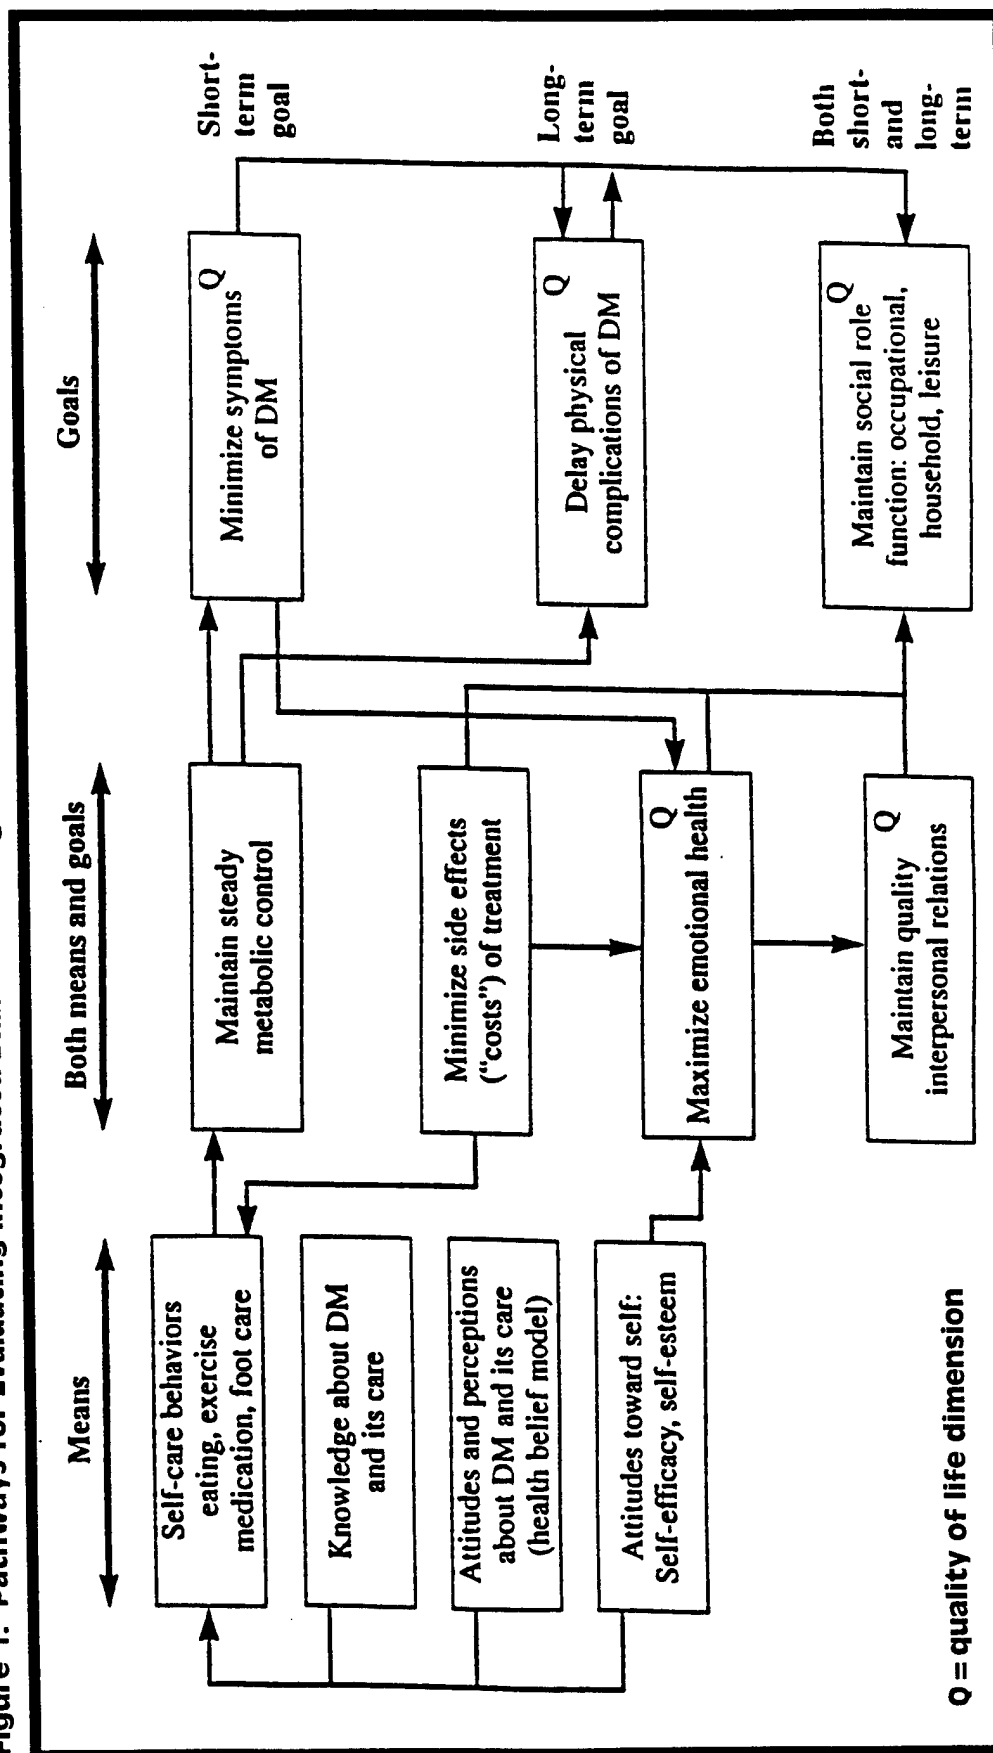 Figure 1. Pathways for Evaluating Integrated
Means
Both means and goals
Goals
Self-care behaviors
eating, exercise
medication, foot care
Knowledge about DM
and its care
Attitudes and perceptions
about DM and its care
(health belief model)
Attitudes toward self:
Self-efficacy, self-esteem
Maintain steady
metabolic control
Minimize side effects
(“costs”) of treatment
Q
Maximize emotional health
Q
Maintain quality
interpersonal relations
Q
Minimize symptoms
of DM
Q
Delay physical
complications of DM
Q
Maintain social role
function: occupational,
household, leisure
Short-
term
goal
Long-
term
goal
Both
short-
and
long-
term
Q = quality of life dimension